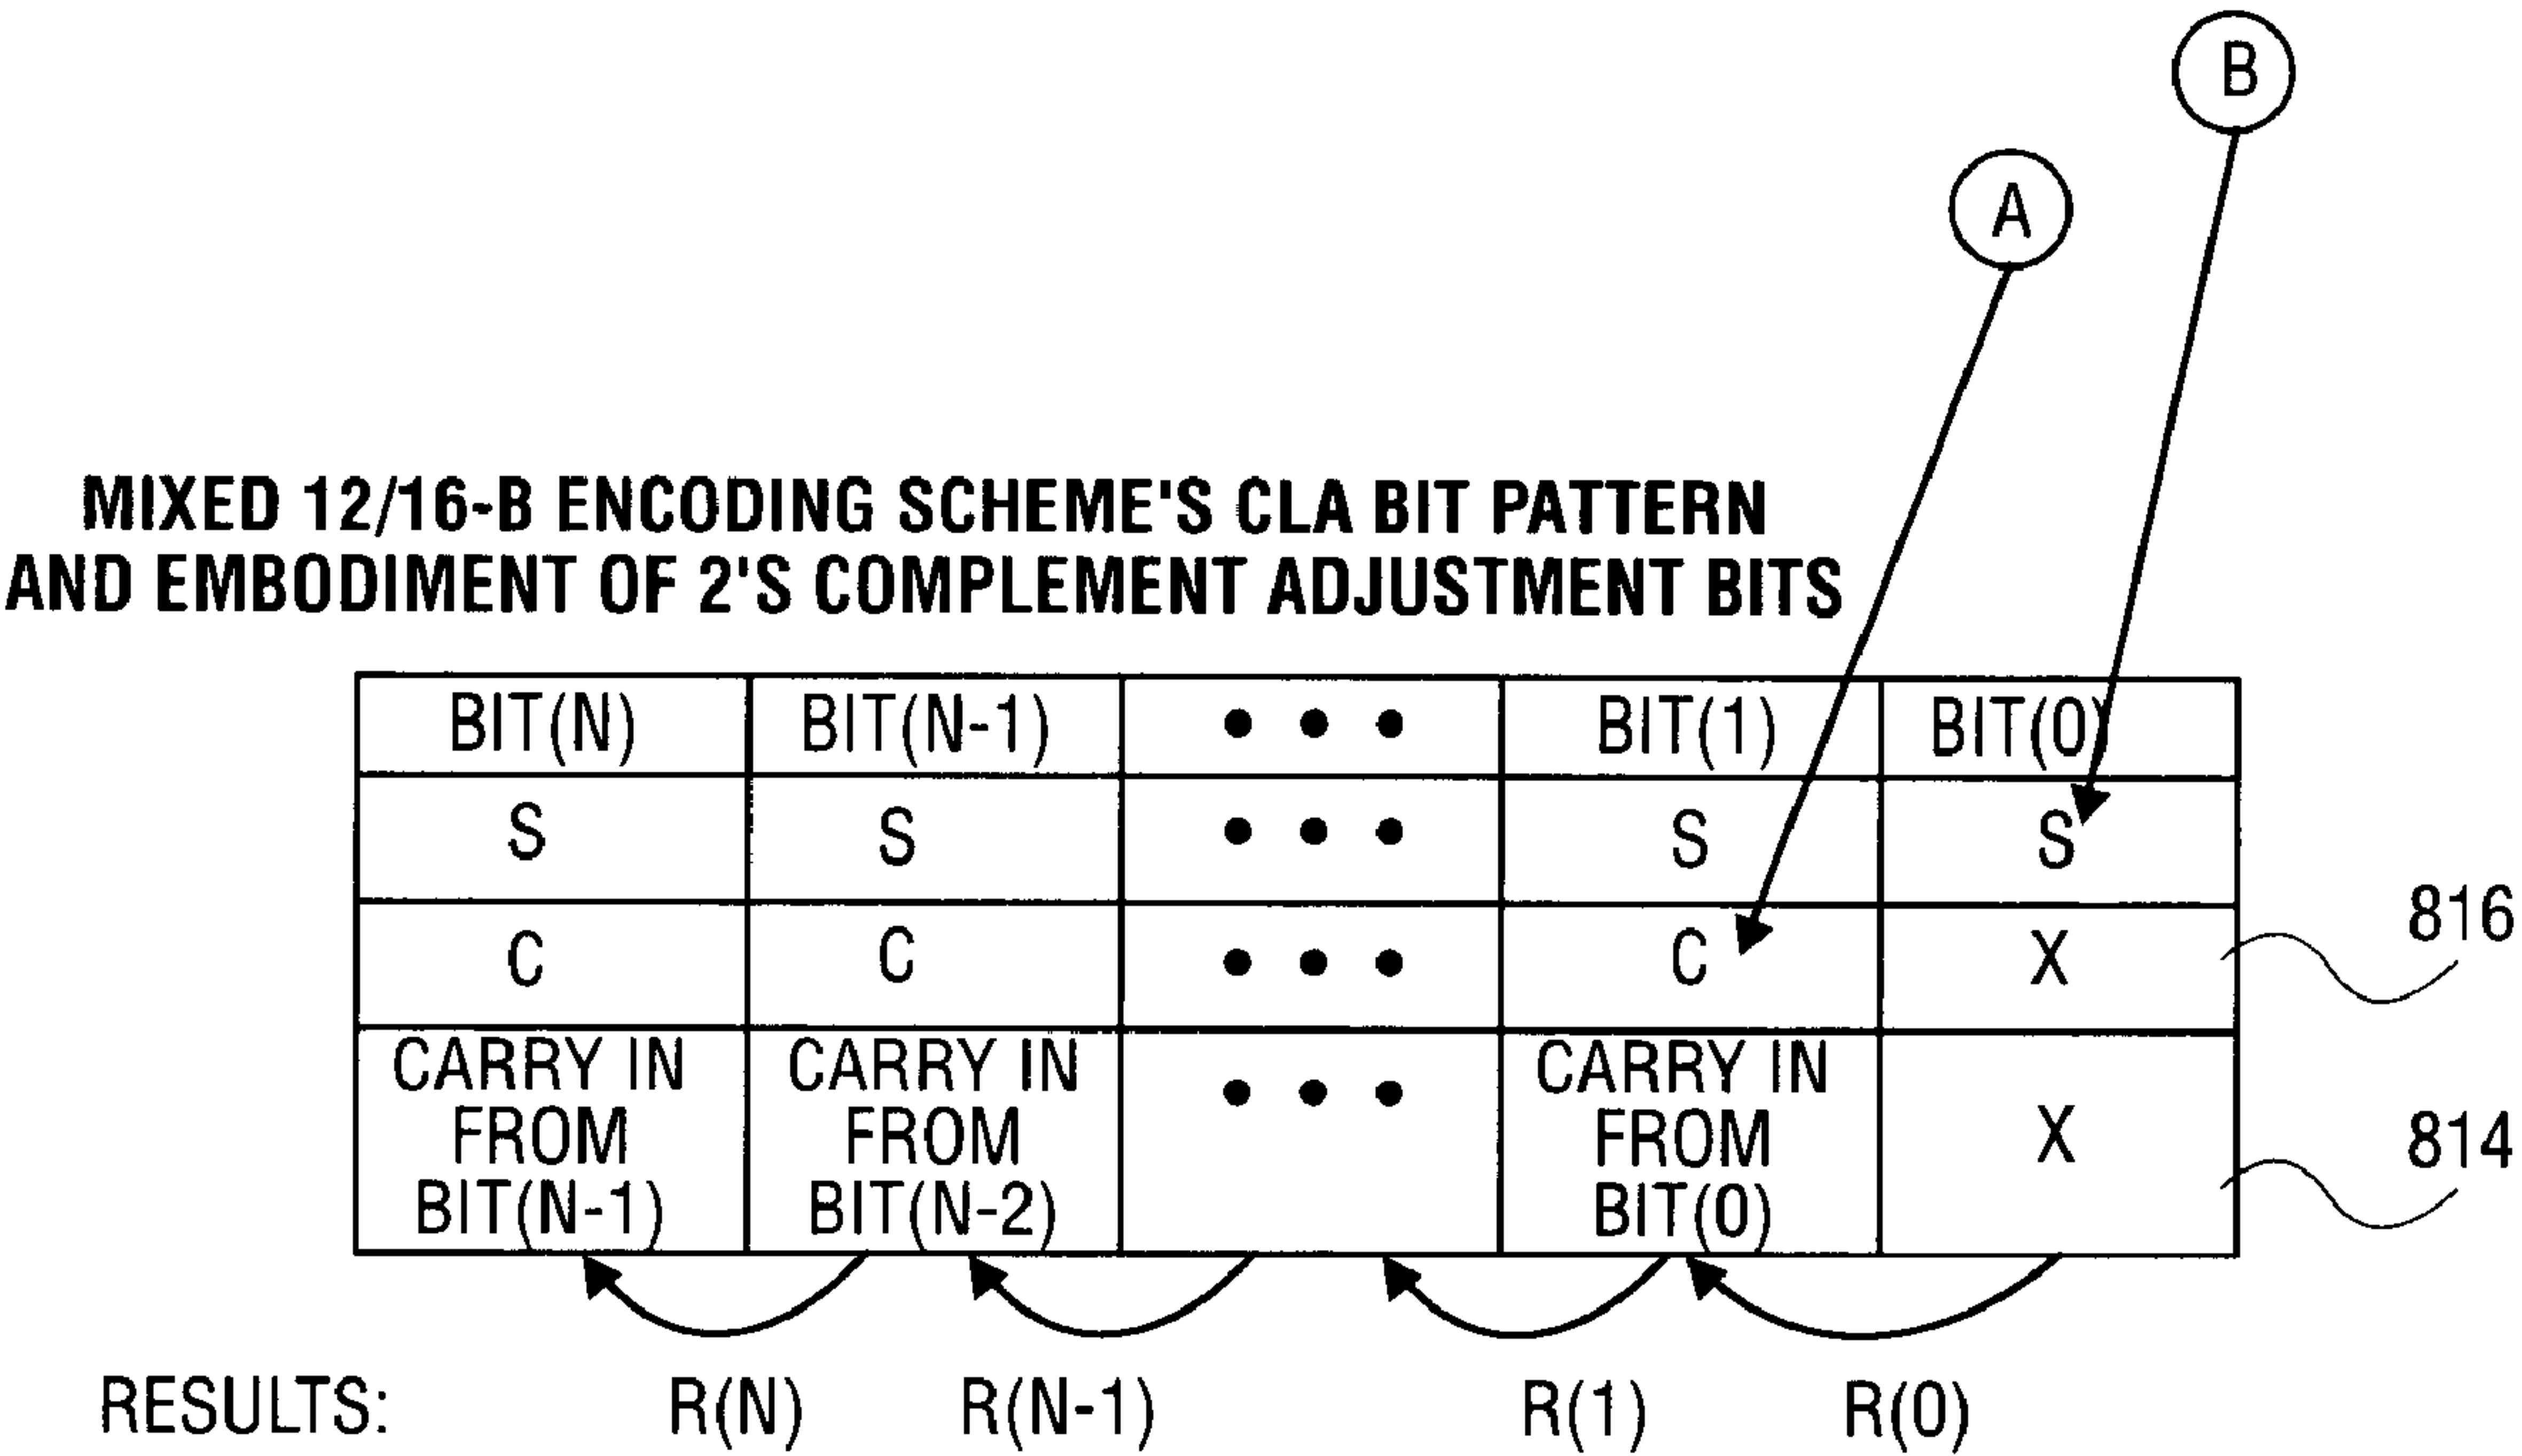 B
A
MIXED 12/16-B ENCODING SCHEME'S CLA BIT PATTERN
AND EMBODIMENT OF 2'S COMPLEMENT ADJUSTMENT BITS
BIT(N) BIT(N-1) • • • BIT(1) BIT(0)
S S • • • S S
C C • • • C X
816
CARRY IN FROM BIT(N-1) CARRY IN FROM BIT(N-2) • • • CARRY IN FROM BIT(0) X
814
RESULTS: R(N) R(N-1) R(1) R(0)